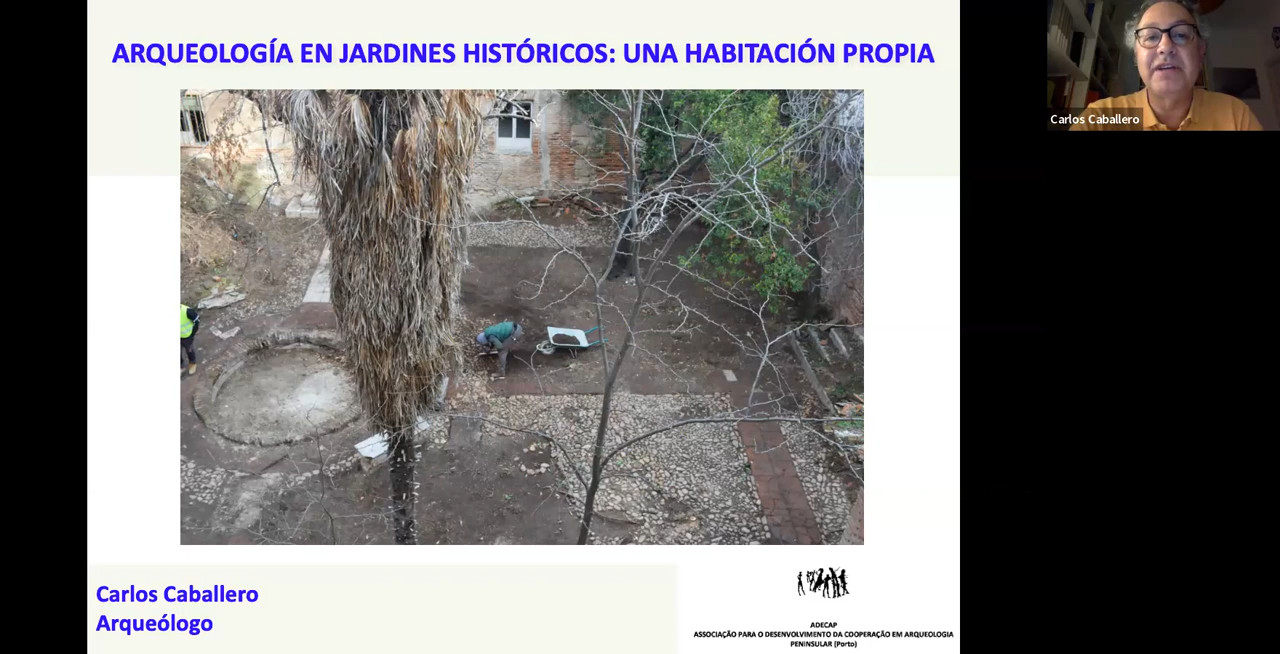 ARQUEOLOGÍA EN JARDINES HISTÓRICOS: UNA HABITACIÓN PROPIA
Carlos Caballero
Carlos Caballero
Arqueólogo
ADECAP
ASSOCIAÇÃO PARA O DESENVOLVIMENTO DA COOPERAÇÃO EM ARQUEOLOGIA
PENINSULAR (Porto)